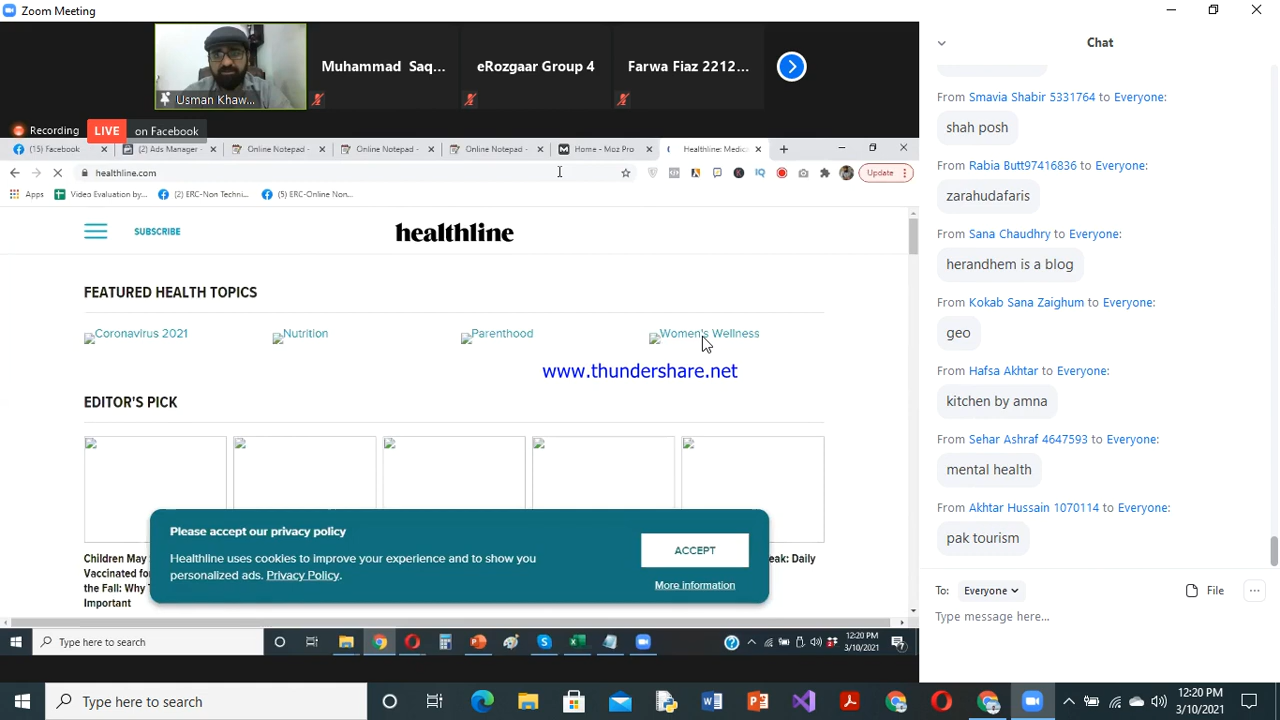 Zoom Meeting
Usman Khaw...
Muhammad Saq...
eRozgaar Group 4
Farwa Fiaz 2212...
Recording
LIVE
on Facebook
(15) Facebook
(2) Ads Manager -
Online Notepad -
Online Notepad -
Online Notepad -
Home - Moz Pro
Healthline: Medic
healthline.com
Update
Apps
Video Evaluation by...
(2) ERC-Non Techni...
(5) ERC-Online Non...
SUBSCRIBE
healthline
FEATURED HEALTH TOPICS
Coronavirus 2021
Nutrition
Parenthood
Women's Wellness
www.thundershare.net
EDITOR'S PICK
Children May
Vaccinated for
the Fall: Why
Important
eak: Daily
Please accept our privacy policy
Healthline uses cookies to improve your experience and to show you
personalized ads. Privacy Policy.
ACCEPT
More information
Type here to search
12:20 PM
3/10/2021
Chat
From Smavia Shabir 5331764 to Everyone:
shah posh
From Rabia Butt97416836 to Everyone:
zarahudafaris
From Sana Chaudhry to Everyone:
herandhem is a blog
From Kokab Sana Zaighum to Everyone:
geo
From Hafsa Akhtar to Everyone:
kitchen by amna
From Sehar Ashraf 4647593 to Everyone:
mental health
From Akhtar Hussain 1070114 to Everyone:
pak tourism
To: Everyone
File
Type message here...
Type here to search
12:20 PM
3/10/2021